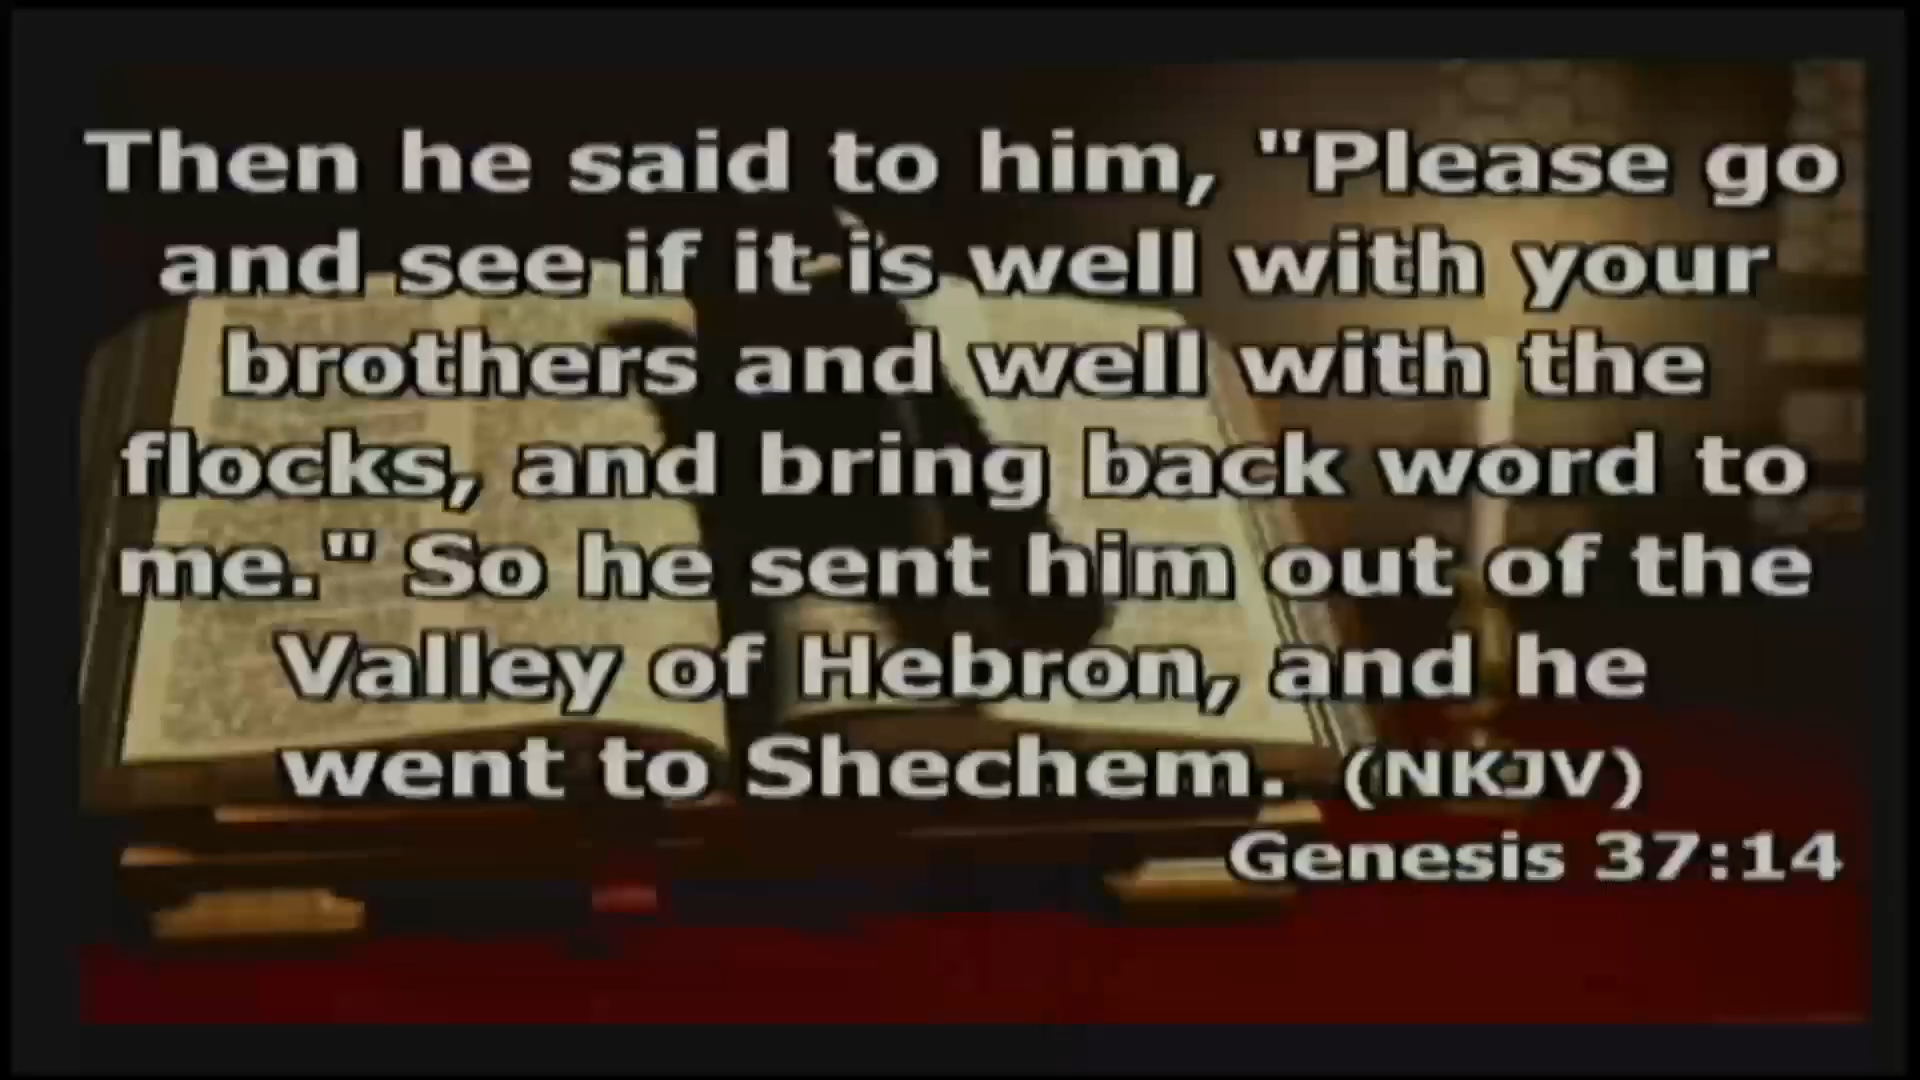 Then he said to him, "Please go
and see if it is well with your
brothers and well with the
flocks, and bring back word to
me." So he sent him out of the
Valley of Hebron, and he
went to Shechem. (NKJV)
Genesis 37:14